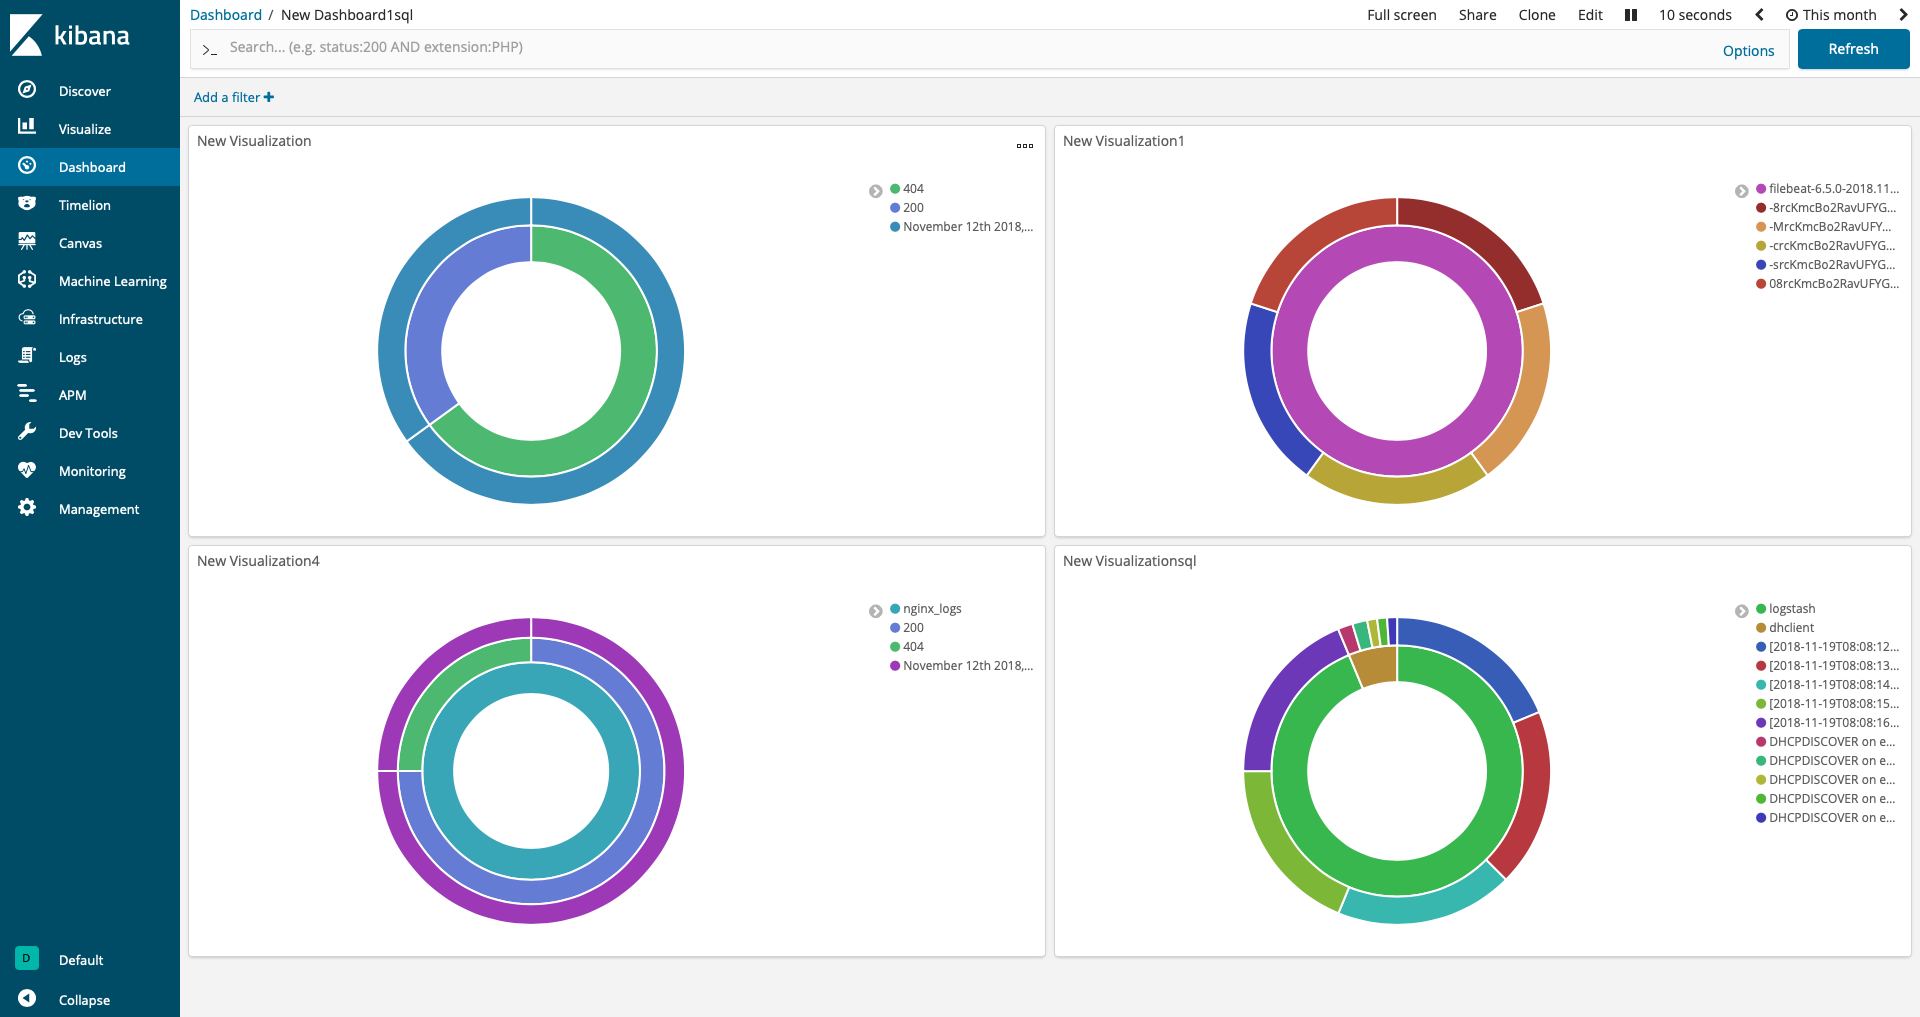 kibana
Discover
Visualize
Dashboard
Timelion
Canvas
Machine Learning
Infrastructure
Logs
APM
Dev Tools
Monitoring
Management
D Default
Collapse
Dashboard / New Dashboard1sql
Full screen Share Clone Edit 10 seconds This month
>_ Search... (e.g. status:200 AND extension:PHP) Options Refresh
Add a filter +
New Visualization
404
200
November 12th 2018,...
New Visualization1
filebeat-6.5.0-2018.11...
-8rcKmcBo2RavUFYG...
-MrcKmcBo2RavUFY...
-crcKmcBo2RavUFYG...
-srcKmcBo2RavUFYG...
08rcKmcBo2RavUFYG...
New Visualization4
nginx_logs
200
404
November 12th 2018,...
New Visualizationsql
logstash
dhclient
[2018-11-19T08:08:12...
[2018-11-19T08:08:13...
[2018-11-19T08:08:14...
[2018-11-19T08:08:15...
[2018-11-19T08:08:16...
DHCPDISCOVER on e...
DHCPDISCOVER on e...
DHCPDISCOVER on e...
DHCPDISCOVER on e...
DHCPDISCOVER on e...